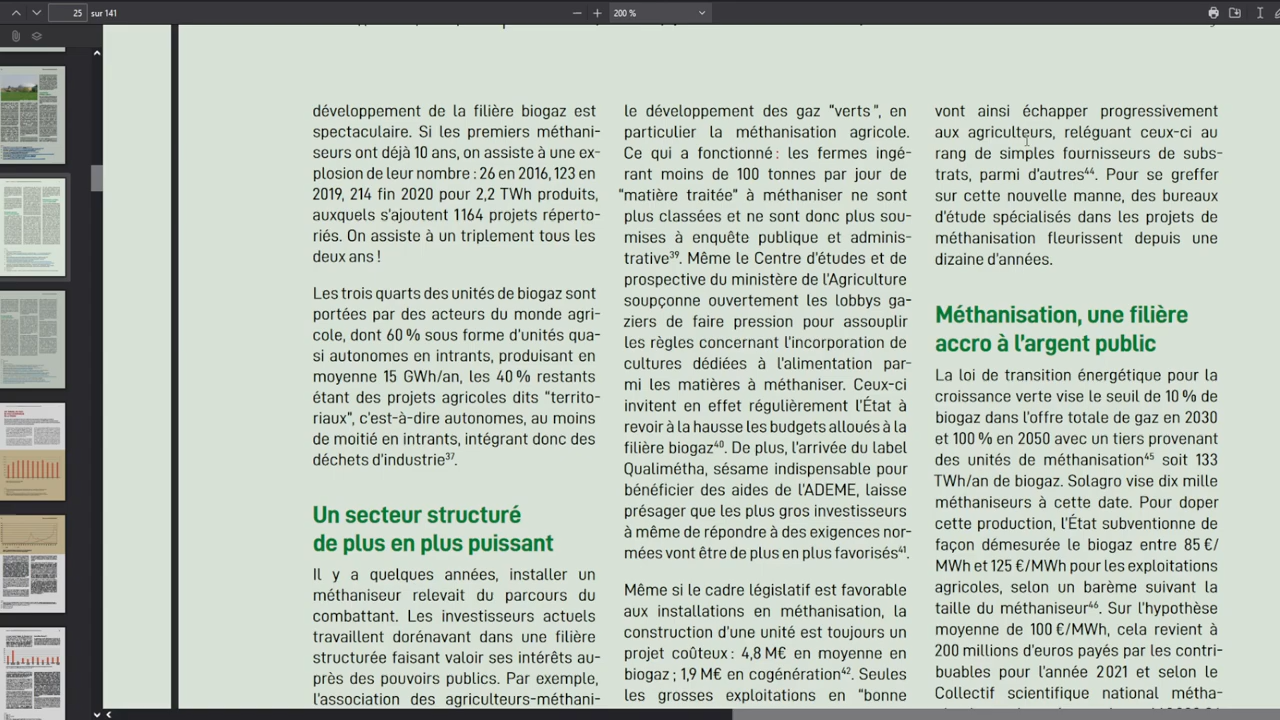 25 sur 141
200 %
développement de la filière biogaz est
spectaculaire. Si les premiers méthani-
seurs ont déjà 10 ans, on assiste à une ex-
plosion de leur nombre : 26 en 2016, 123 en
2019, 214 fin 2020 pour 2,2 TWh produits,
auxquels s'ajoutent 1 164 projets réperto-
riés. On assiste à un triplement tous les
deux ans !
Les trois quarts des unités de biogaz sont
portées par des acteurs du monde agri-
cole, dont 60 % sous forme d'unités qua-
si autonomes en intrants, produisant en
moyenne 15 GWh/an, les 40 % restants
étant des projets agricoles dits "territo-
riaux", c'est-à-dire autonomes, au moins
de moitié en intrants, intégrant donc des
déchets d'industrie³⁷.
Un secteur structuré
de plus en plus puissant
Il y a quelques années, installer un
méthaniseur relevait du parcours du
combattant. Les investisseurs actuels
travaillent dorénavant dans une filière
structurée faisant valoir ses intérêts au-
près des pouvoirs publics. Par exemple,
l'association des agriculteurs-méthani-
le développement des gaz "verts", en
particulier la méthanisation agricole.
Ce qui a fonctionné : les fermes ingé-
rant moins de 100 tonnes par jour de
"matière traitée" à méthaniser ne sont
plus classées et ne sont donc plus sou-
mises à enquête publique et adminis-
trative³⁹. Même le Centre d'études et de
prospective du ministère de l'Agriculture
soupçonne ouvertement les lobbys ga-
ziers de faire pression pour assouplir
les règles concernant l'incorporation de
cultures dédiées à l'alimentation par-
mi les matières à méthaniser. Ceux-ci
invitent en effet régulièrement l'État à
revoir à la hausse les budgets alloués à la
filière biogaz⁴⁰. De plus, l'arrivée du label
Qualimétha, sésame indispensable pour
bénéficier des aides de l'ADEME, laisse
présager que les plus gros investisseurs
à même de répondre à des exigences nor-
mées vont être de plus en plus favorisés⁴¹.
Même si le cadre législatif est favorable
aux installations en méthanisation, la
construction d'une unité est toujours un
projet coûteux : 4,8 M€ en moyenne en
biogaz ; 1,9 M€ en cogénération⁴². Seules
les grosses exploitations en "bonne
vont ainsi échapper progressivement
aux agriculteurs, reléguant ceux-ci au
rang de simples fournisseurs de subs-
trats, parmi d'autres⁴⁴. Pour se greffer
sur cette nouvelle manne, des bureaux
d'étude spécialisés dans les projets de
méthanisation fleurissent depuis une
dizaine d'années.
Méthanisation, une filière
accro à l'argent public
La loi de transition énergétique pour la
croissance verte vise le seuil de 10 % de
biogaz dans l'offre totale de gaz en 2030
et 100 % en 2050 avec un tiers provenant
des unités de méthanisation⁴⁵ soit 133
TWh/an de biogaz. Solagro vise dix mille
méthaniseurs à cette date. Pour doper
cette production, l'État subventionne de
façon démesurée le biogaz entre 85 €/
MWh et 125 €/MWh pour les exploitations
agricoles, selon un barème suivant la
taille du méthaniseur⁴⁶. Sur l'hypothèse
moyenne de 100 €/MWh, cela revient à
200 millions d'euros payés par les contri-
buables pour l'année 2021 et selon le
Collectif scientifique national métha-